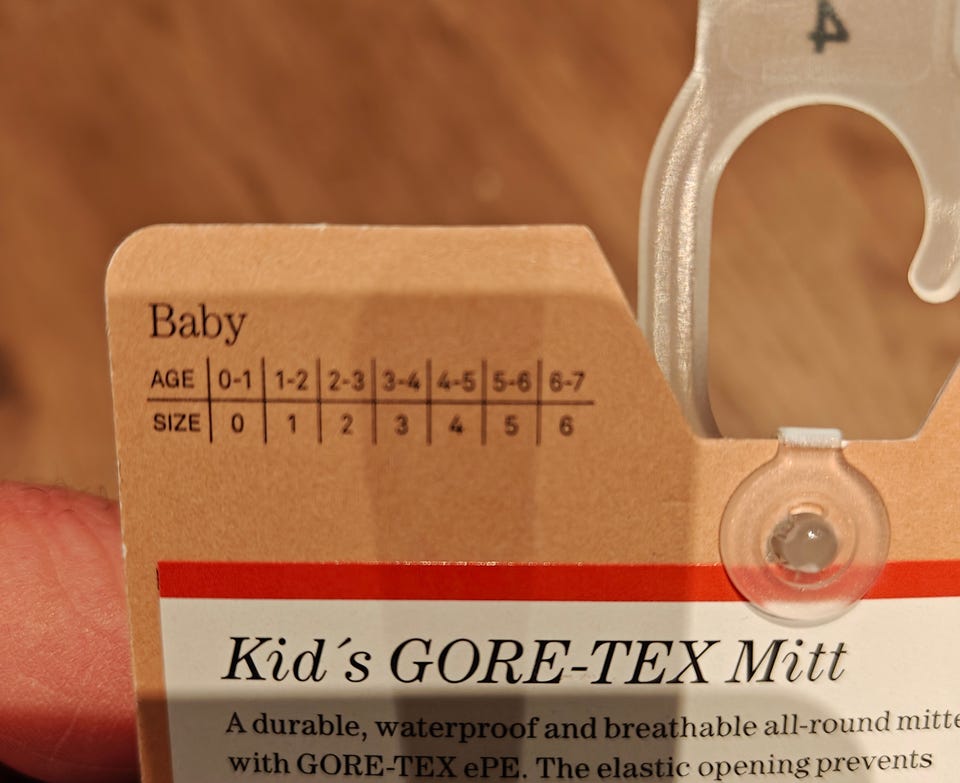 4
Baby
AGE 0-1 1-2 2-3 3-4 4-5 5-6 6-7
SIZE 0 1 2 3 4 5 6
Kid´s GORE-TEX Mitt
A durable, waterproof and breathable all-round
with GORE-TEX ePE. The elastic opening prevents